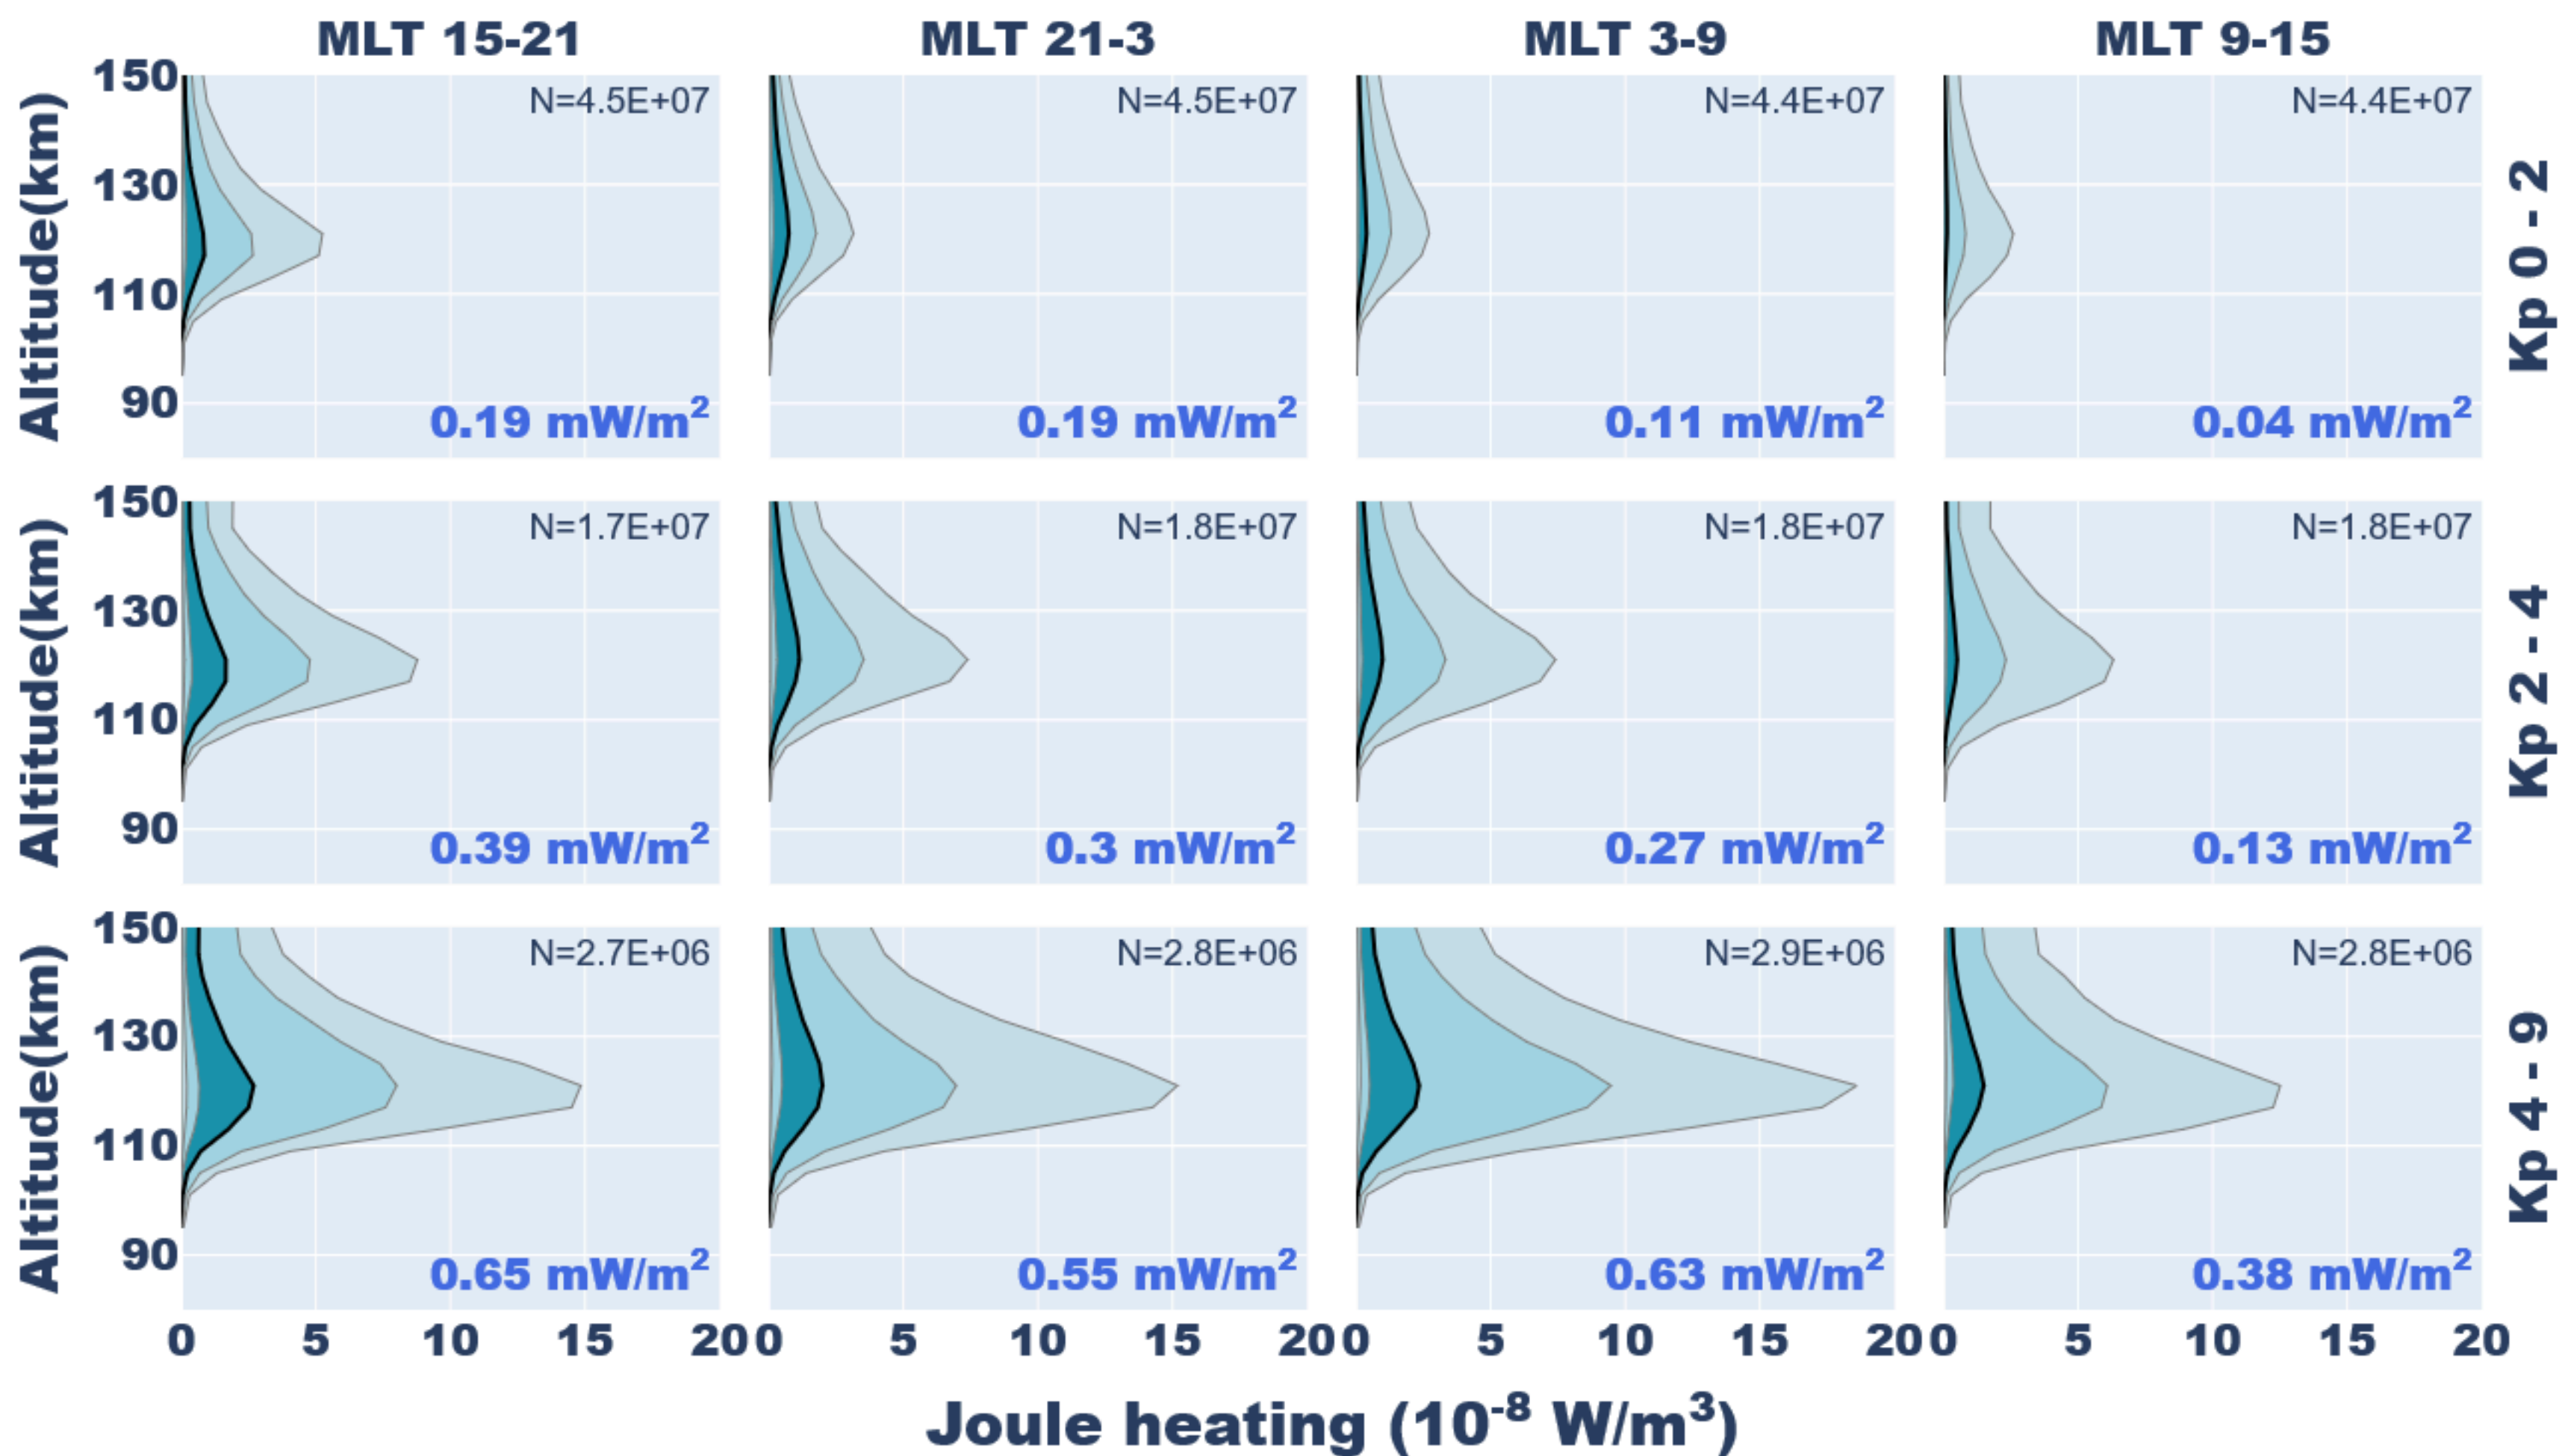 MLT 15-21 MLT 21-3 MLT 3-9 MLT 9-15
Altitude(km)
150
130
110
90
N=4.5E+07
0.19 mW/m²
N=4.5E+07
0.19 mW/m²
N=4.4E+07
0.11 mW/m²
N=4.4E+07
0.04 mW/m²
Kp 0 - 2
Altitude(km)
150
130
110
90
N=1.7E+07
0.39 mW/m²
N=1.8E+07
0.3 mW/m²
N=1.8E+07
0.27 mW/m²
N=1.8E+07
0.13 mW/m²
Kp 2 - 4
Altitude(km)
150
130
110
90
N=2.7E+06
0.65 mW/m²
N=2.8E+06
0.55 mW/m²
N=2.9E+06
0.63 mW/m²
N=2.8E+06
0.38 mW/m²
Kp 4 - 9
0 5 10 15 20 0 5 10 15 20 0 5 10 15 20 0 5 10 15 20
Joule heating (10⁻⁸ W/m³)